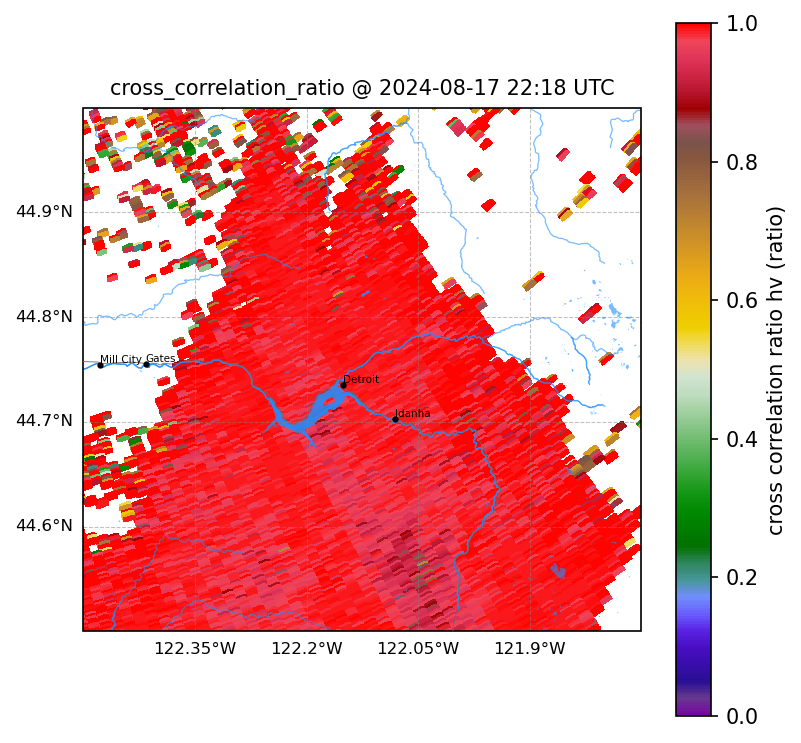 cross_correlation_ratio @ 2024-08-17 22:18 UTC
1.0
0.8
0.6
0.4
0.2
0.0
cross correlation ratio hv (ratio)
44.9°N
44.8°N
44.7°N
44.6°N
Mill City
Gates
Detroit
Idanha
122.35°W
122.2°W
122.05°W
121.9°W